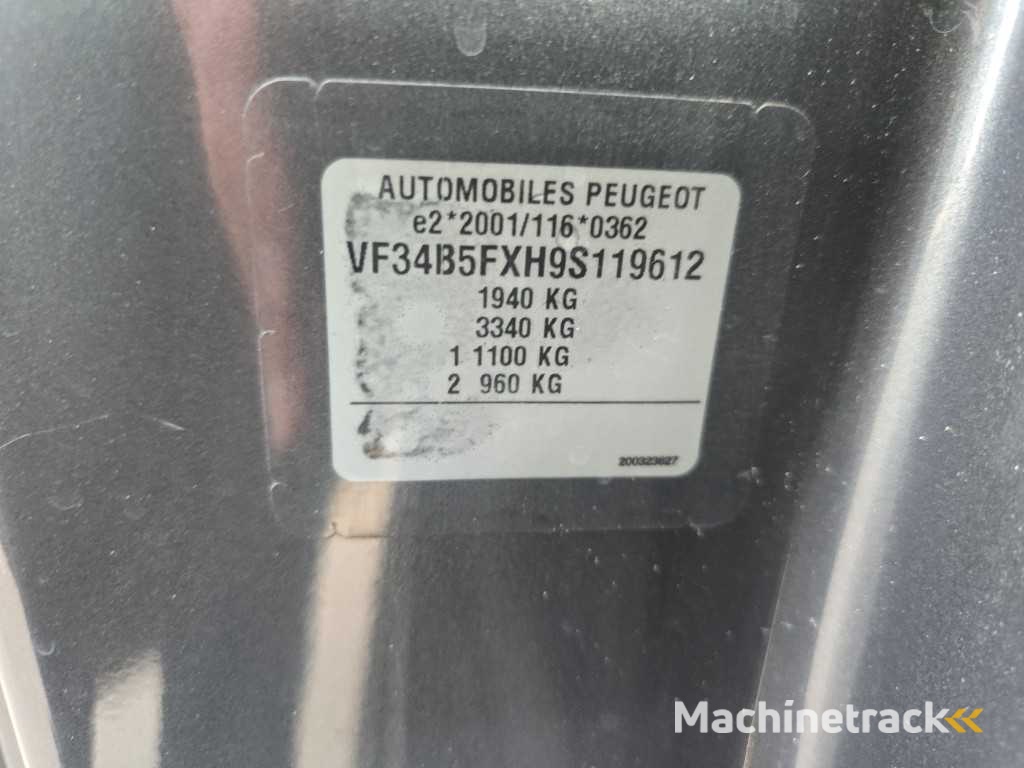 AUTOMOBILES PEUGEOT
e2*2001/116*0362
VF34B5FXH9S119612
1940 KG
3340 KG
1 1100 KG
2 960 KG
200323627
Machinetrack